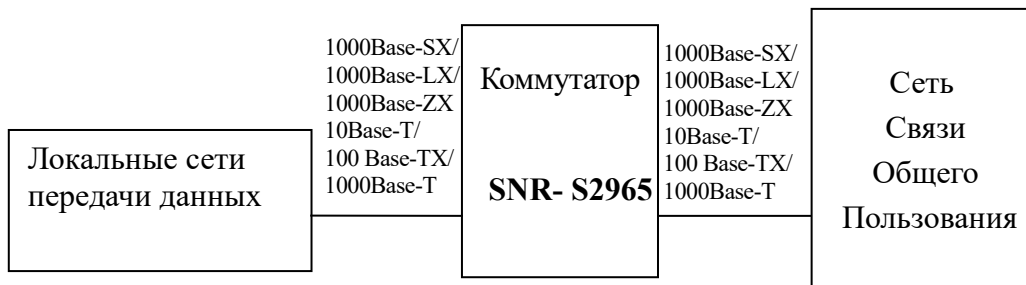 Локальные сети
передачи данных
1000Base-SX/
1000Base-LX/
1000Base-ZX
10Base-T/
100 Base-TX/
1000Base-T
Коммутатор
SNR- S2965
1000Base-SX/
1000Base-LX/
1000Base-ZX
10Base-T/
100 Base-TX/
1000Base-T
Сеть
Связи
Общего
Пользования